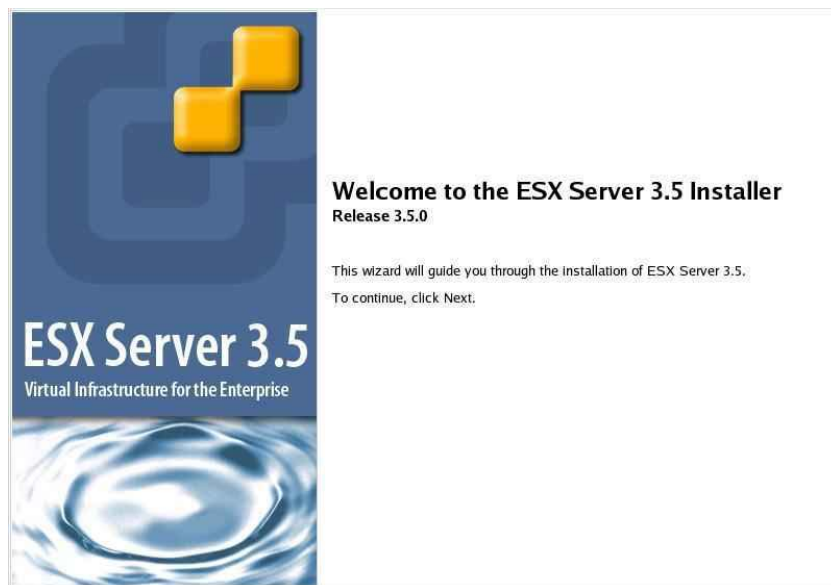 ESX Server 3.5
Virtual Infrastructure for the Enterprise
Welcome to the ESX Server 3.5 Installer
Release 3.5.0
This wizard will guide you through the installation of ESX Server 3.5.
To continue, click Next.